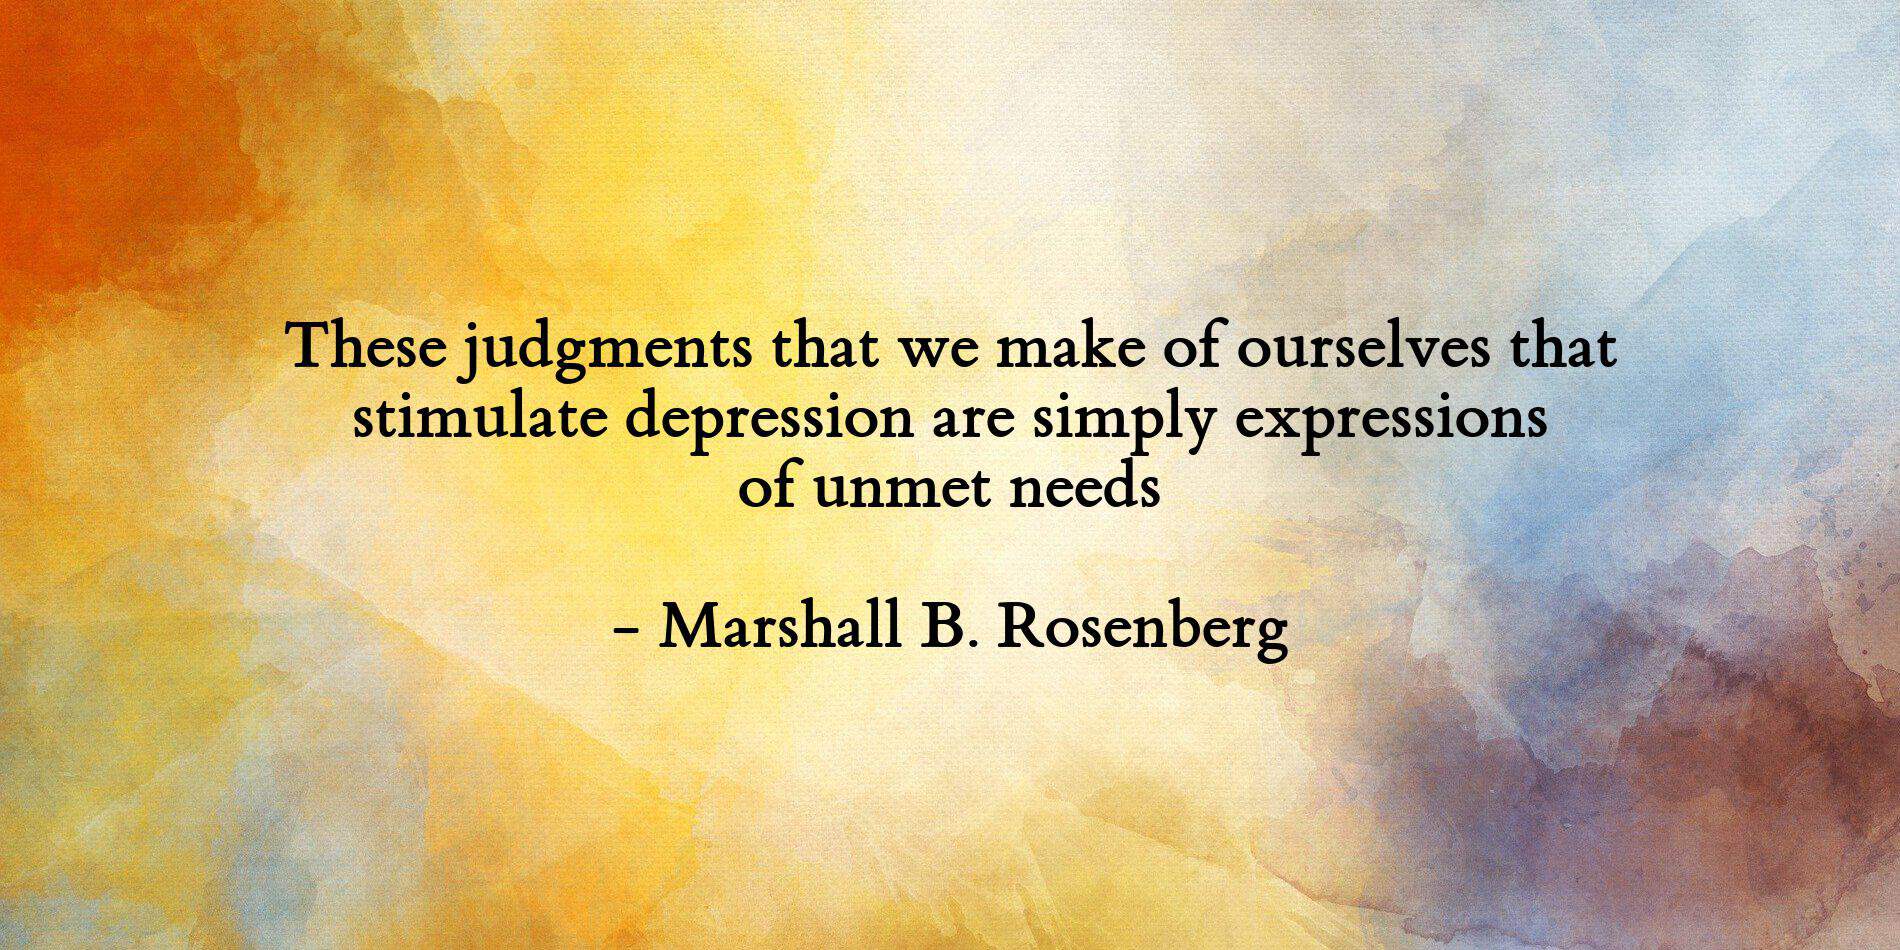 These judgments that we make of ourselves that
stimulate depression are simply expressions
of unmet needs
- Marshall B. Rosenberg